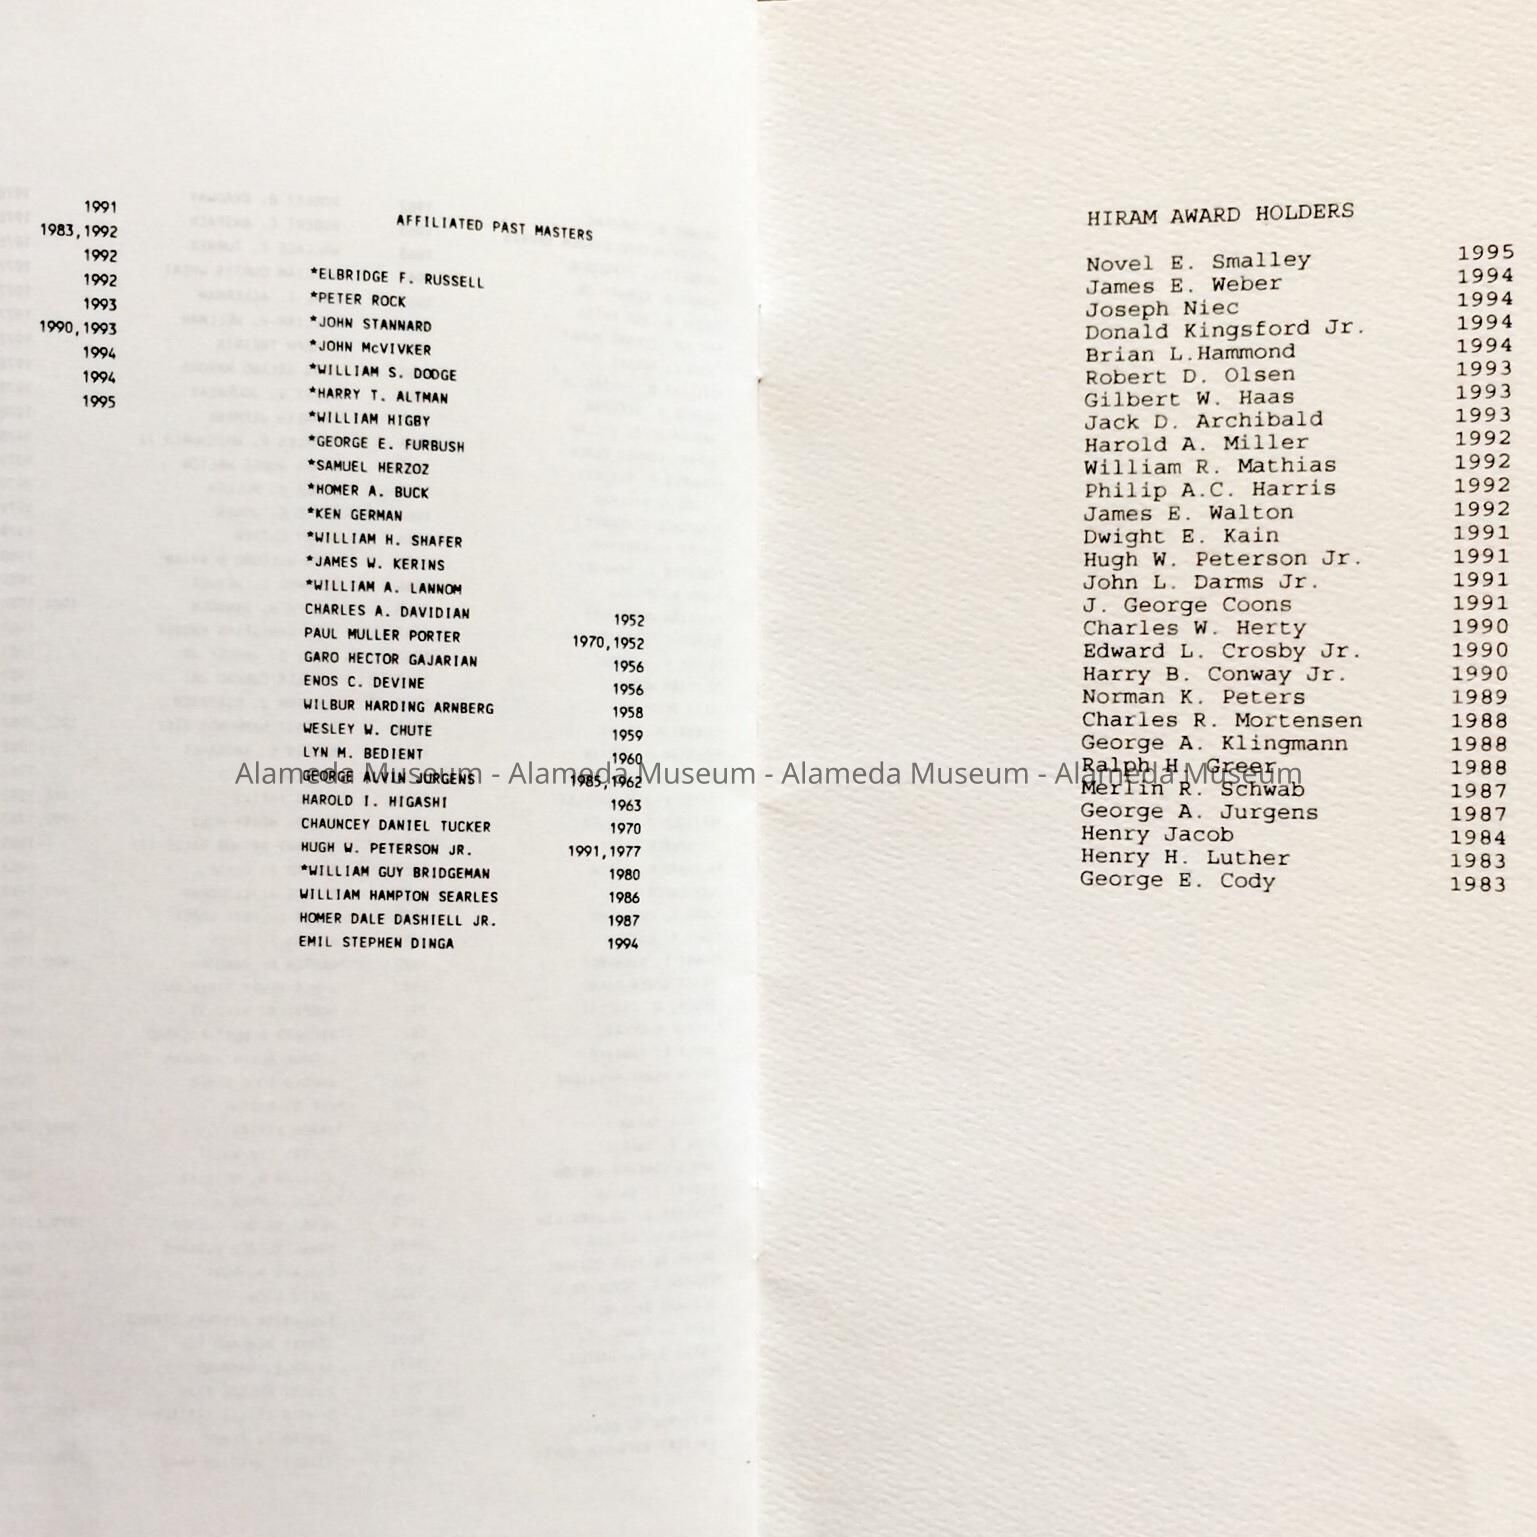 1991
1983,1992
1992
1992
1993
1990,1993
1994
1994
1995
AFFILIATED PAST MASTERS
*ELBRIDGE F. RUSSELL
*PETER ROCK
*JOHN STANNARD
*JOHN McVIVKER
*WILLIAM S. DODGE
*HARRY T. ALTMAN
*WILLIAM HIGBY
*GEORGE E. FURBUSH
*SAMUEL HERZOZ
*HOMER A. BUCK
*KEN GERMAN
*WILLIAM H. SHAFER
*JAMES W. KERINS
*WILLIAM A. LANNOM
CHARLES A. DAVIDIAN 1952
PAUL MULLER PORTER 1970,1952
GARO HECTOR GAJARIAN 1956
ENOS C. DEVINE 1956
WILBUR HARDING ARNBERG 1958
WESLEY W. CHUTE 1959
LYN M. BEDIENT 1960
GEORGE ALVIN JURGENS 1985,1962
HAROLD I. HIGASHI 1963
CHAUNCEY DANIEL TUCKER 1970
HUGH W. PETERSON JR. 1991,1977
*WILLIAM GUY BRIDGEMAN 1980
WILLIAM HAMPTON SEARLES 1986
HOMER DALE DASHIELL JR. 1987
EMIL STEPHEN DINGA 1994
HIRAM AWARD HOLDERS
Novel E. Smalley 1995
James E. Weber 1994
Joseph Niec 1994
Donald Kingsford Jr. 1994
Brian L.Hammond 1994
Robert D. Olsen 1993
Gilbert W. Haas 1993
Jack D. Archibald 1993
Harold A. Miller 1992
William R. Mathias 1992
Philip A.C. Harris 1992
James E. Walton 1992
Dwight E. Kain 1991
Hugh W. Peterson Jr. 1991
John L. Darms Jr. 1991
J. George Coons 1991
Charles W. Herty 1990
Edward L. Crosby Jr. 1990
Harry B. Conway Jr. 1990
Norman K. Peters 1989
Charles R. Mortensen 1988
George A. Klingmann 1988
Ralph H. Greer 1988
Merlin R. Schwab 1987
George A. Jurgens 1987
Henry Jacob 1984
Henry H. Luther 1983
George E. Cody 1983
Alameda Museum - Alameda Museum - Alameda Museum - Alameda Museum